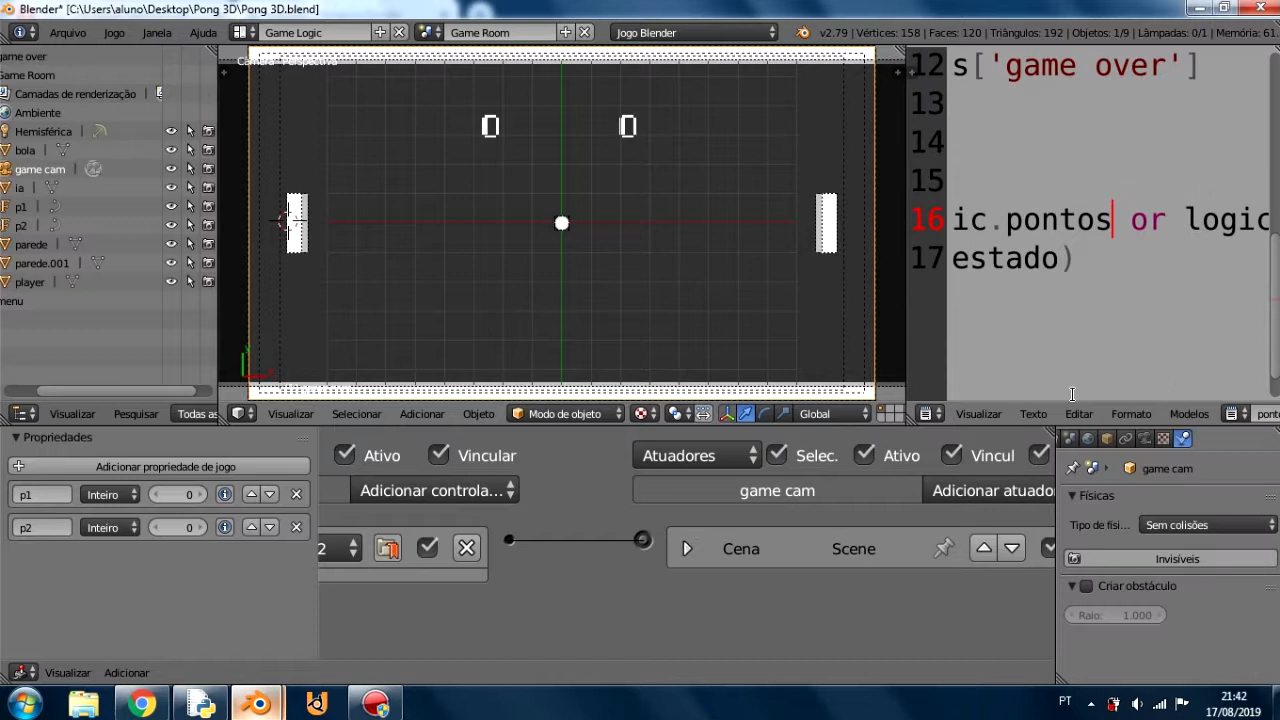 Blender* [C:\Users\aluno\Desktop\Pong 3D\Pong 3D.blend]
Arquivo Jogo Janela Ajuda Game Logic Game Room Jogo Blender v2.79 | Vértices: 158 | Faces: 120 | Triângulos: 192 | Objetos: 1/9 | Lâmpadas: 0/1 | Memória: 61.
game over
Game Room
Camadas de renderização
Ambiente
Hemisférica
bola
game cam
ia
p1
p2
parede
parede.001
player
menu
0 0
12 s['game over']
13
14
15
16 ic.pontos or logic
17 estado)
Visualizar Pesquisar Todas as
Visualizar Selecionar Adicionar Objeto Modo de objeto Global
Visualizar Texto Editar Formato Modelos pont
Propriedades
Adicionar propriedade de jogo
p1 Inteiro 0
p2 Inteiro 0
Ativo Vincular
Adicionar controla...
2
Atuadores Selec. Ativo Vincul
game cam Adicionar atuado
Cena Scene
game cam
Físicas
Tipo de físi... Sem colisões
Invisíveis
Criar obstáculo
Raio: 1.000
Visualizar Adicionar
PT
21:42
17/08/2019